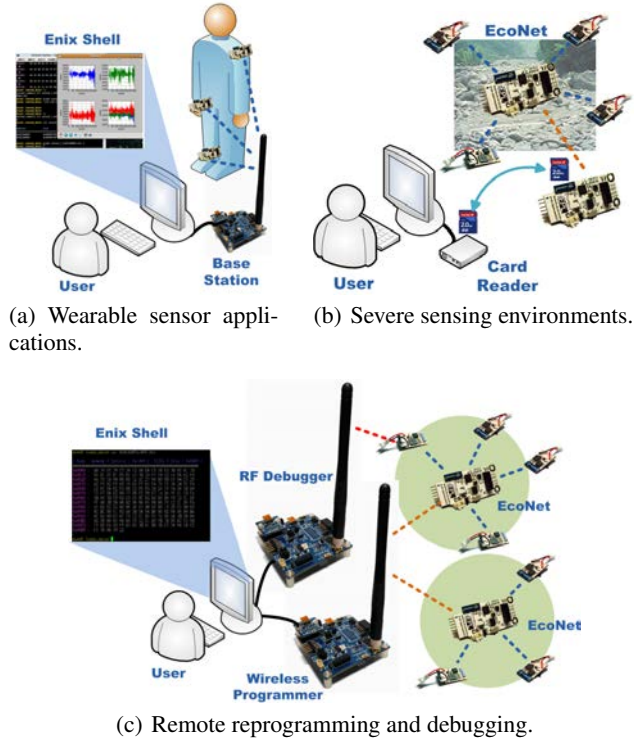 Enix Shell
User
Base
Station
EcoNet
User
Card
Reader
(a) Wearable sensor appli-
cations.
(b) Severe sensing environments.
Enix Shell
RF Debugger
EcoNet
EcoNet
User
Wireless
Programmer
(c) Remote reprogramming and debugging.